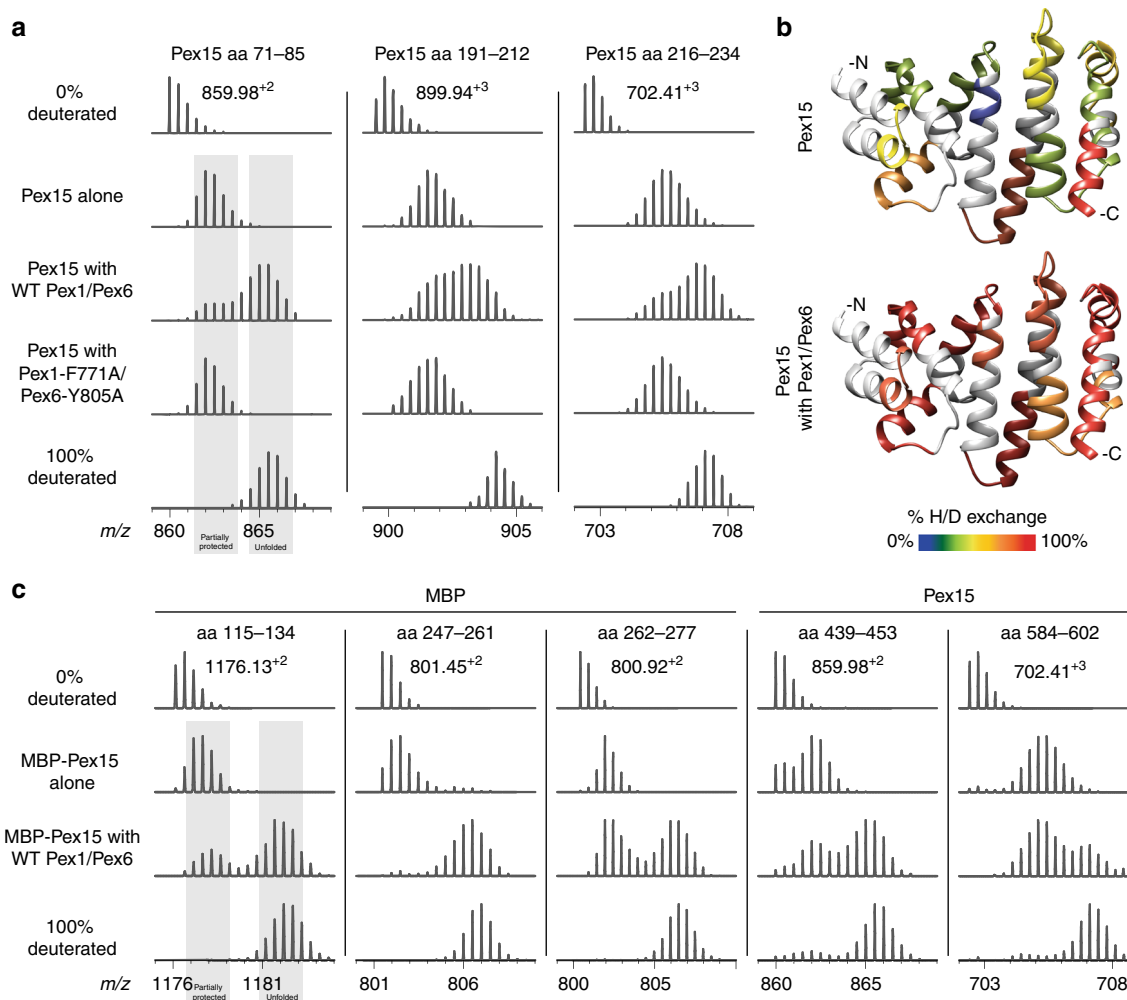 a
Pex15 aa 71–85
Pex15 aa 191–212
Pex15 aa 216–234
0%
deuterated
859.98+2
899.94+3
702.41+3
Pex15 alone
Pex15 with
WT Pex1/Pex6
Pex15 with
Pex1-F771A/
Pex6-Y805A
100%
deuterated
m/z
860
865
900
905
703
708
Partially
protected
Unfolded
b
Pex15
-N
-C
Pex15
with Pex1/Pex6
-N
-C
% H/D exchange
0%
100%
c
MBP
Pex15
aa 115–134
aa 247–261
aa 262–277
aa 439–453
aa 584–602
0%
deuterated
1176.13+2
801.45+2
800.92+2
859.98+2
702.41+3
MBP-Pex15
alone
MBP-Pex15 with
WT Pex1/Pex6
100%
deuterated
m/z
1176
1181
801
806
800
805
860
865
703
708
Partially
protected
Unfolded